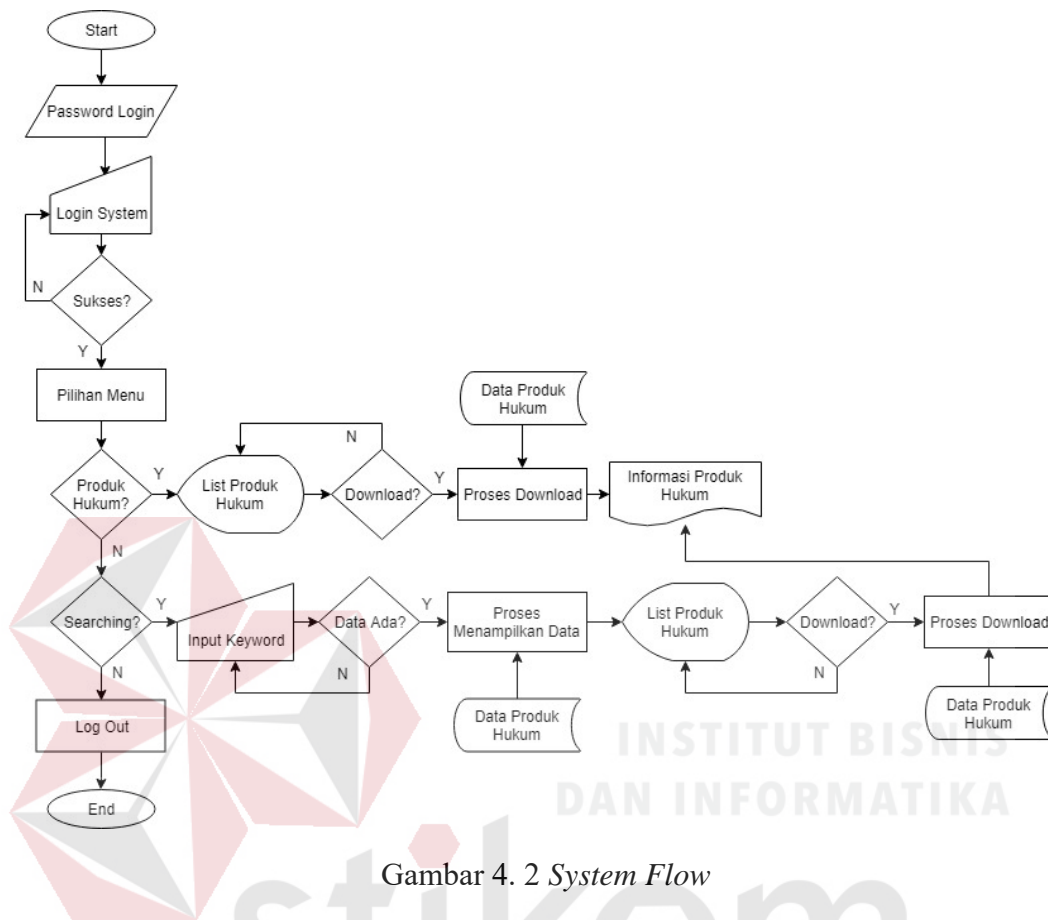 Start
Password Login
Login System
N
Sukses?
Y
Pilihan Menu
Data Produk
Hukum
N
Produk
Hukum?
Y
List Produk
Hukum
Download?
Y
Proses Download
Informasi Produk
Hukum
N
Searching?
Y
Input Keyword
Data Ada?
Y
N
Proses
Menampilkan Data
List Produk
Hukum
Download?
Y
N
Proses Download
N
Log Out
Data Produk
Hukum
Data Produk
Hukum
End
INSTITUT BISNIS
DAN INFORMATIKA
Gambar 4. 2 System Flow
stikom